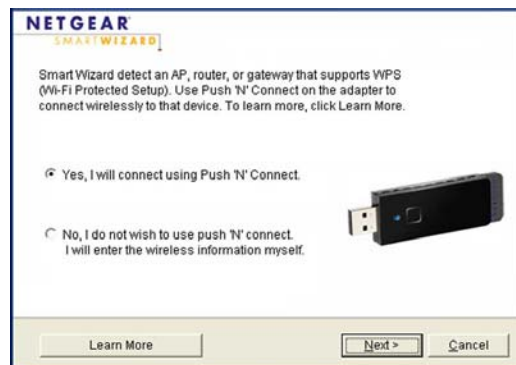 NETGEAR
SMARTWIZARD
Smart Wizard detect an AP, router, or gateway that supports WPS
(Wi-Fi Protected Setup). Use Push 'N' Connect on the adapter to
connect wirelessly to that device. To learn more, click Learn More.
Yes, I will connect using Push 'N' Connect.
No, I do not wish to use push 'N' connect.
I will enter the wireless information myself.
Learn More
Next >
Cancel